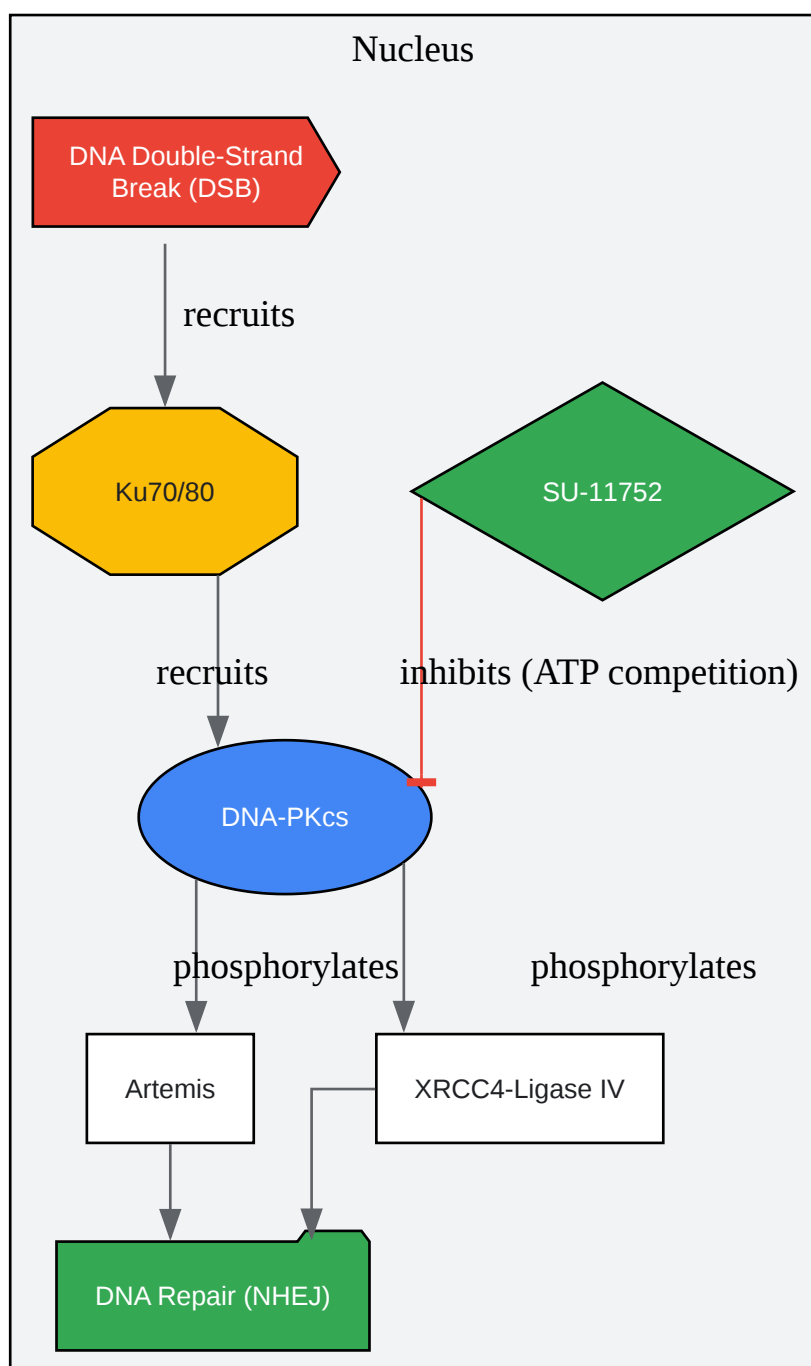 Nucleus
DNA Double-Strand
Break (DSB)
recruits
Ku70/80
SU-11752
recruits
inhibits (ATP competition)
DNA-PKcs
phosphorylates
phosphorylates
Artemis
XRCC4-Ligase IV
DNA Repair (NHEJ)